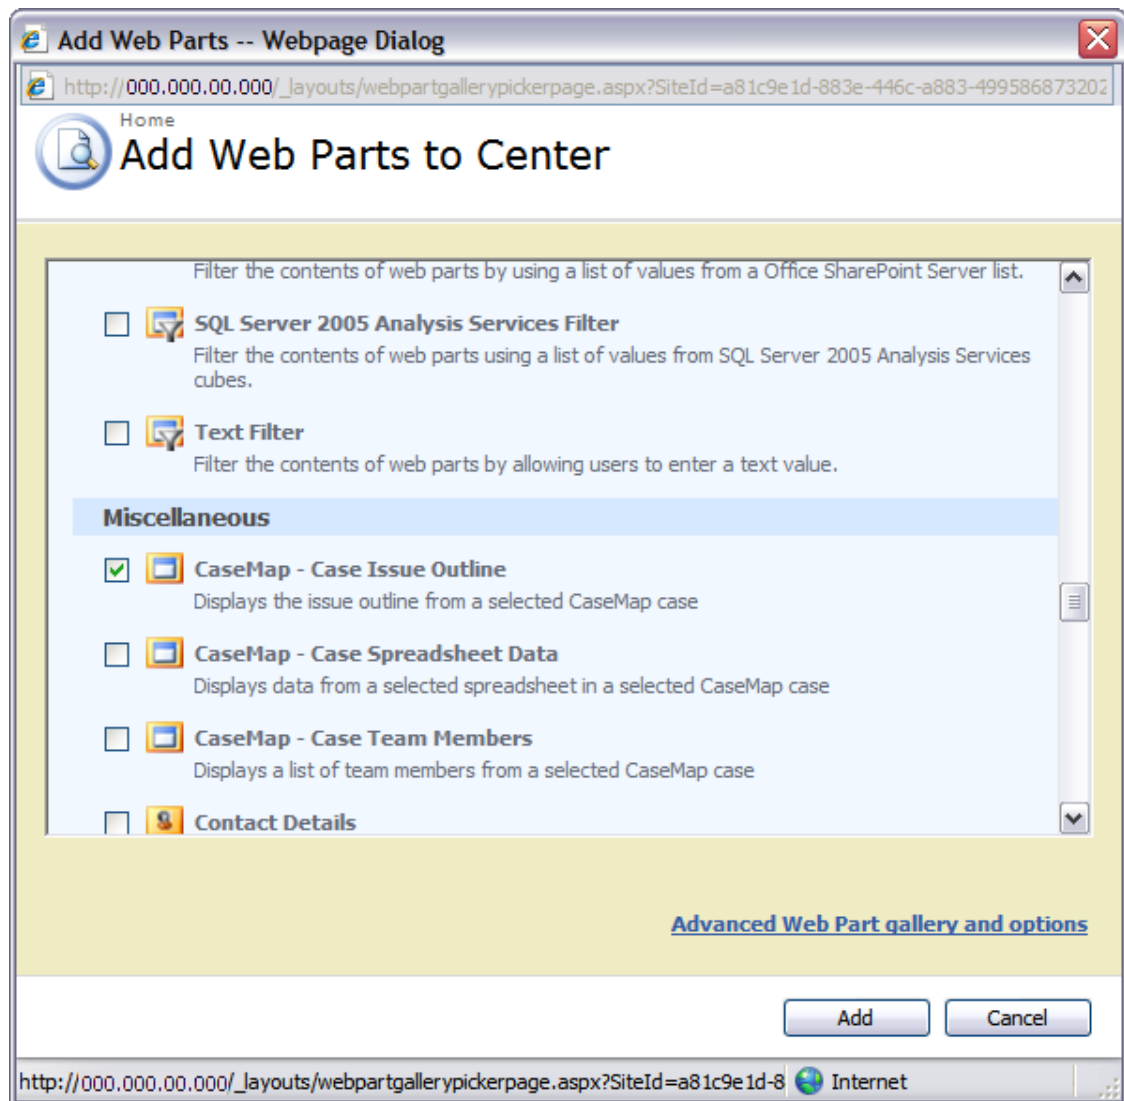 Add Web Parts -- Webpage Dialog
http://000.000.00.000/_layouts/webpartgallerypickerpage.aspx?SiteId=a81c9e1d-883e-446c-a883-499586873202
Home
Add Web Parts to Center
Filter the contents of web parts by using a list of values from a Office SharePoint Server list.
SQL Server 2005 Analysis Services Filter
Filter the contents of web parts using a list of values from SQL Server 2005 Analysis Services
cubes.
Text Filter
Filter the contents of web parts by allowing users to enter a text value.
Miscellaneous
CaseMap - Case Issue Outline
Displays the issue outline from a selected CaseMap case
CaseMap - Case Spreadsheet Data
Displays data from a selected spreadsheet in a selected CaseMap case
CaseMap - Case Team Members
Displays a list of team members from a selected CaseMap case
Contact Details
Advanced Web Part gallery and options
Add Cancel
http://000.000.00.000/_layouts/webpartgallerypickerpage.aspx?SiteId=a81c9e1d-8 Internet